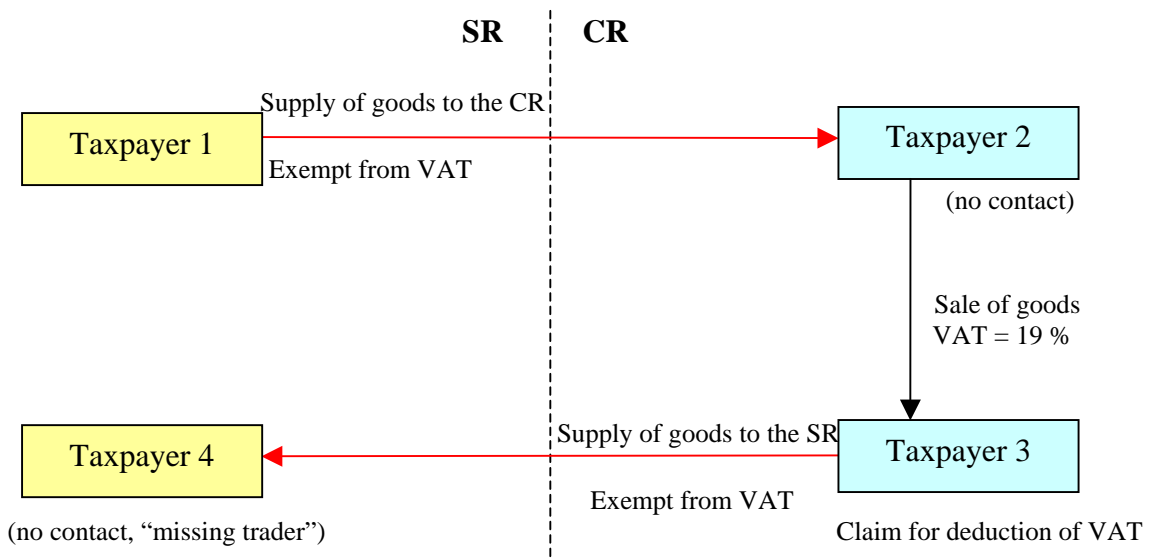 SR
CR
Supply of goods to the CR
Taxpayer 1
Taxpayer 2
Exempt from VAT
(no contact)
Sale of goods
VAT = 19 %
Supply of goods to the SR
Taxpayer 4
Taxpayer 3
Exempt from VAT
(no contact, “missing trader”)
Claim for deduction of VAT